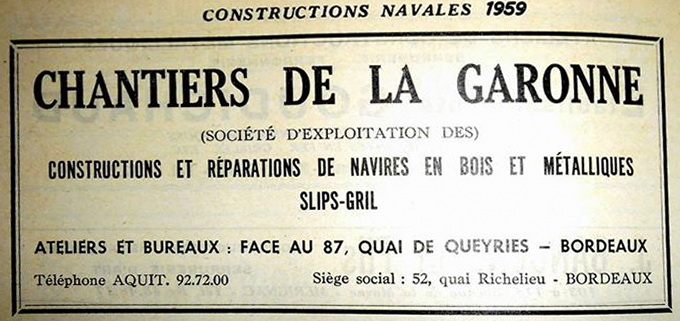 CONSTRUCTIONS NAVALES 1959
CHANTIERS DE LA GARONNE
(SOCIÉTÉ D'EXPLOITATION DES)
CONSTRUCTIONS ET RÉPARATIONS DE NAVIRES EN BOIS ET MÉTALLIQUES
SLIPS-GRIL
ATELIERS ET BUREAUX : FACE AU 87, QUAI DE QUEYRIES – BORDEAUX
Téléphone AQUIT. 92.72.00 Siège social : 52, quai Richelieu - BORDEAUX